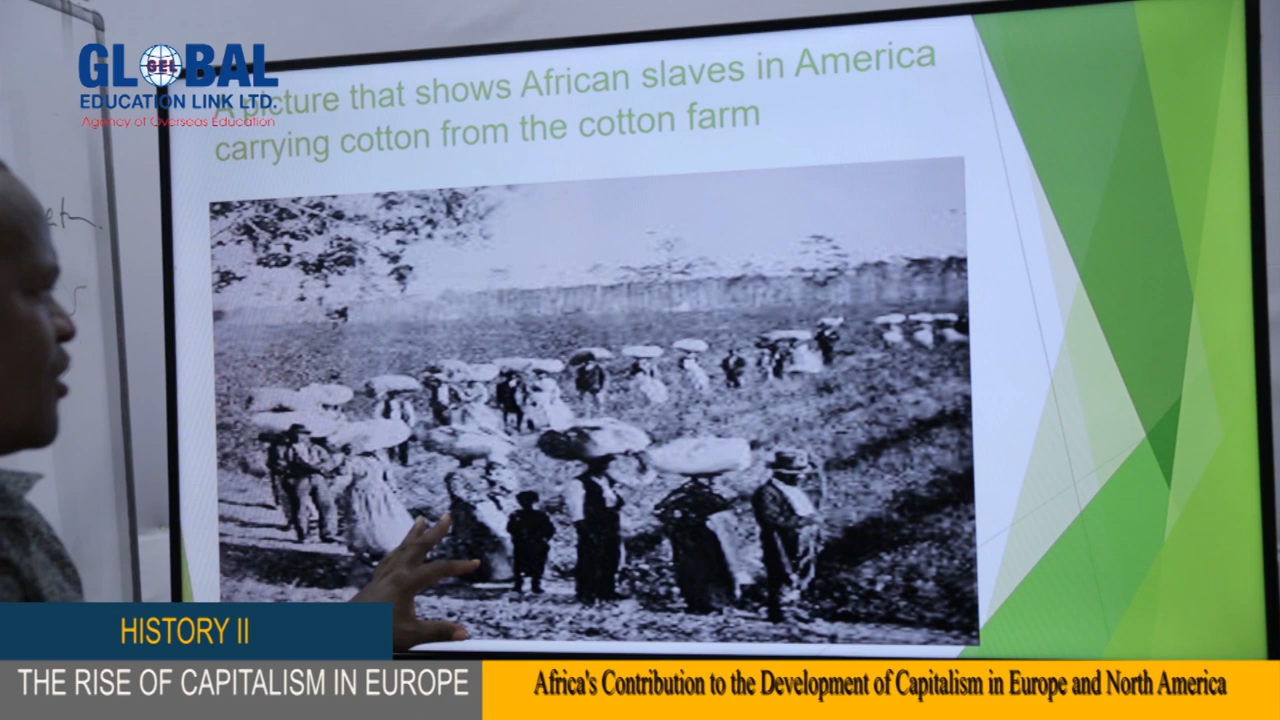 GLOBAL
GEL
EDUCATION LINK LTD.
Agency of Overseas Education
A picture that shows African slaves in America
carrying cotton from the cotton farm
HISTORY II
THE RISE OF CAPITALISM IN EUROPE
Africa's Contribution to the Development of Capitalism in Europe and North America